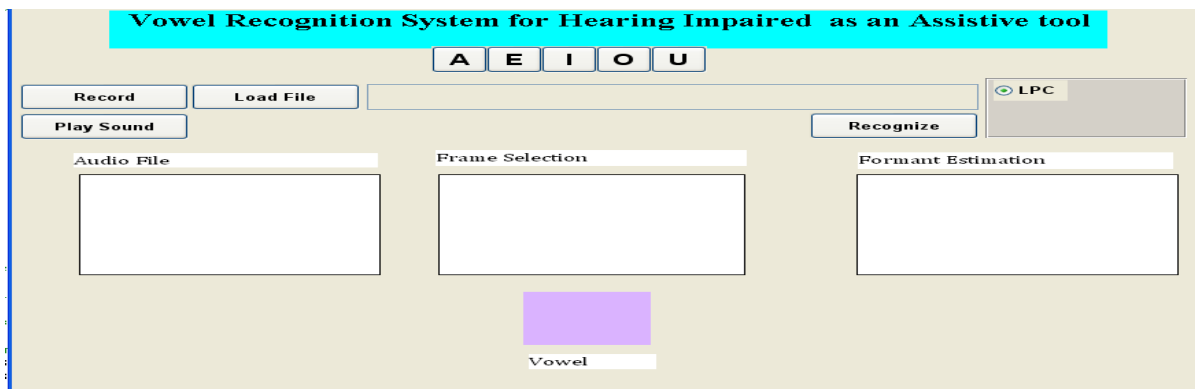 Vowel Recognition System for Hearing Impaired as an Assistive tool
A E I O U
Record Load File LPC
Play Sound Recognize
Audio File Frame Selection Formant Estimation
Vowel